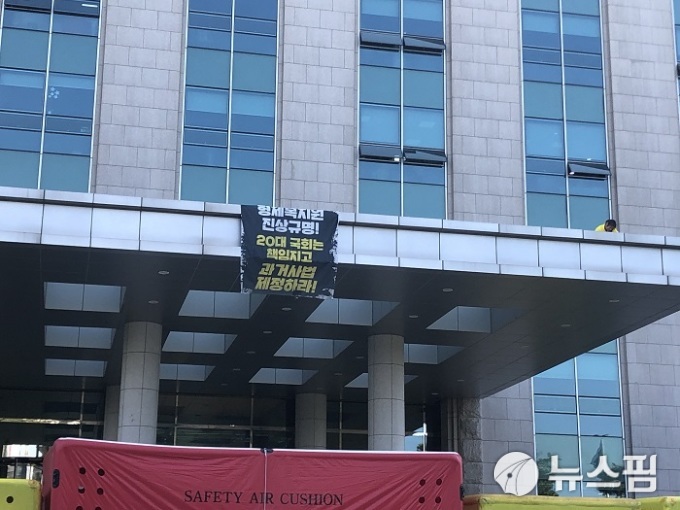 형제복지원
진상규명!
20대 국회는
책임지고
과거사법
제정하라!
SAFETY AIR CUSHION
뉴스핌